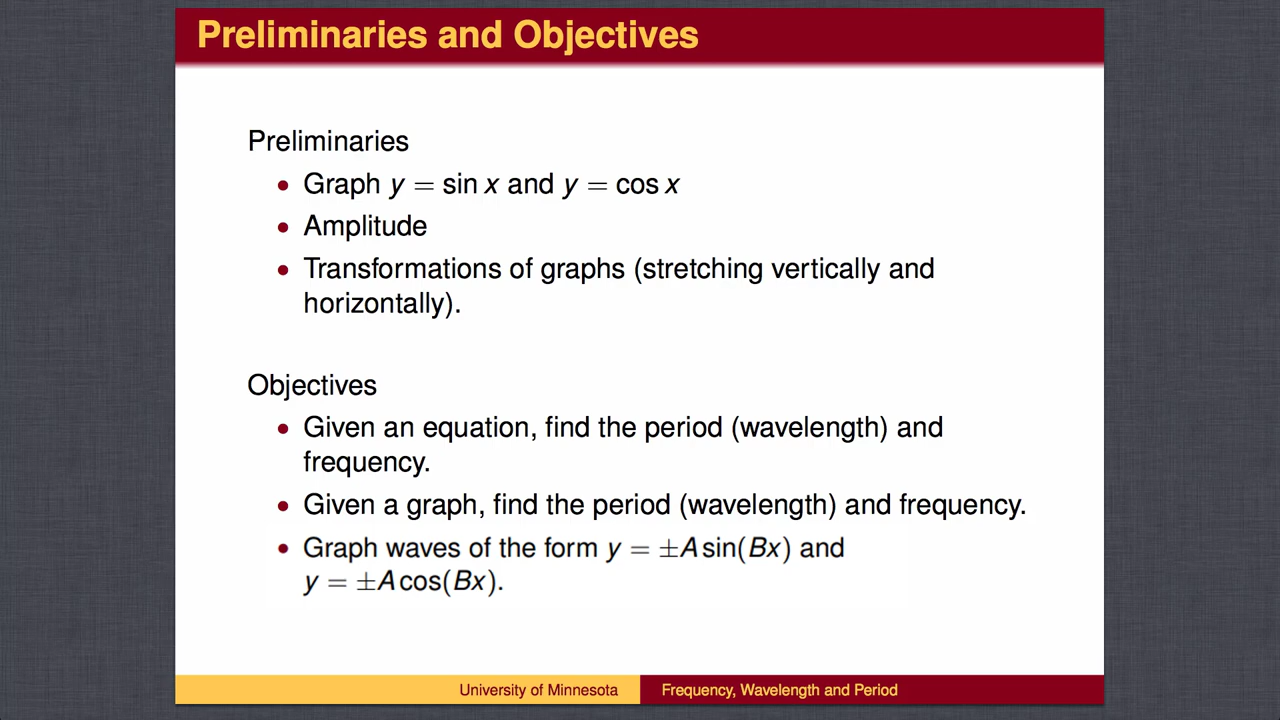 Preliminaries and Objectives
Preliminaries
• Graph y = sin x and y = cos x
• Amplitude
• Transformations of graphs (stretching vertically and
horizontally).
Objectives
• Given an equation, find the period (wavelength) and
frequency.
• Given a graph, find the period (wavelength) and frequency.
• Graph waves of the form y = ±A sin(Bx) and
y = ±A cos(Bx).
University of Minnesota
Frequency, Wavelength and Period